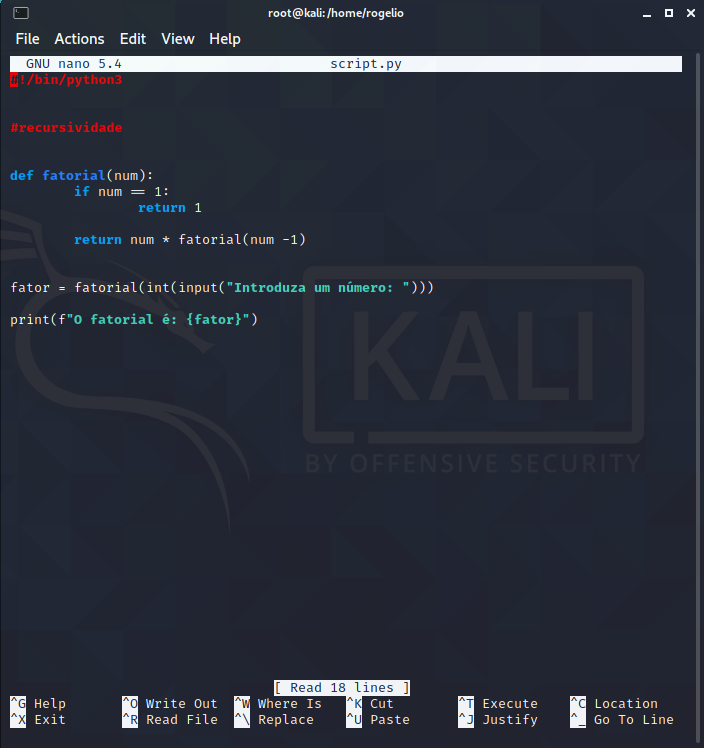 root@kali:/home/rogelio
File Actions Edit View Help
GNU nano 5.4 script.py
#!/bin/python3
#recursividade
def fatorial(num):
if num == 1:
return 1
return num * fatorial(num -1)
fator = fatorial(int(input("Introduza um número: ")))
print(f"O fatorial é: {fator}")
KALI
BY OFFENSIVE SECURITY
[ Read 18 lines ]
^G Help ^O Write Out ^W Where Is ^K Cut ^T Execute ^C Location
^X Exit ^R Read File ^\ Replace ^U Paste ^J Justify ^_ Go To Line